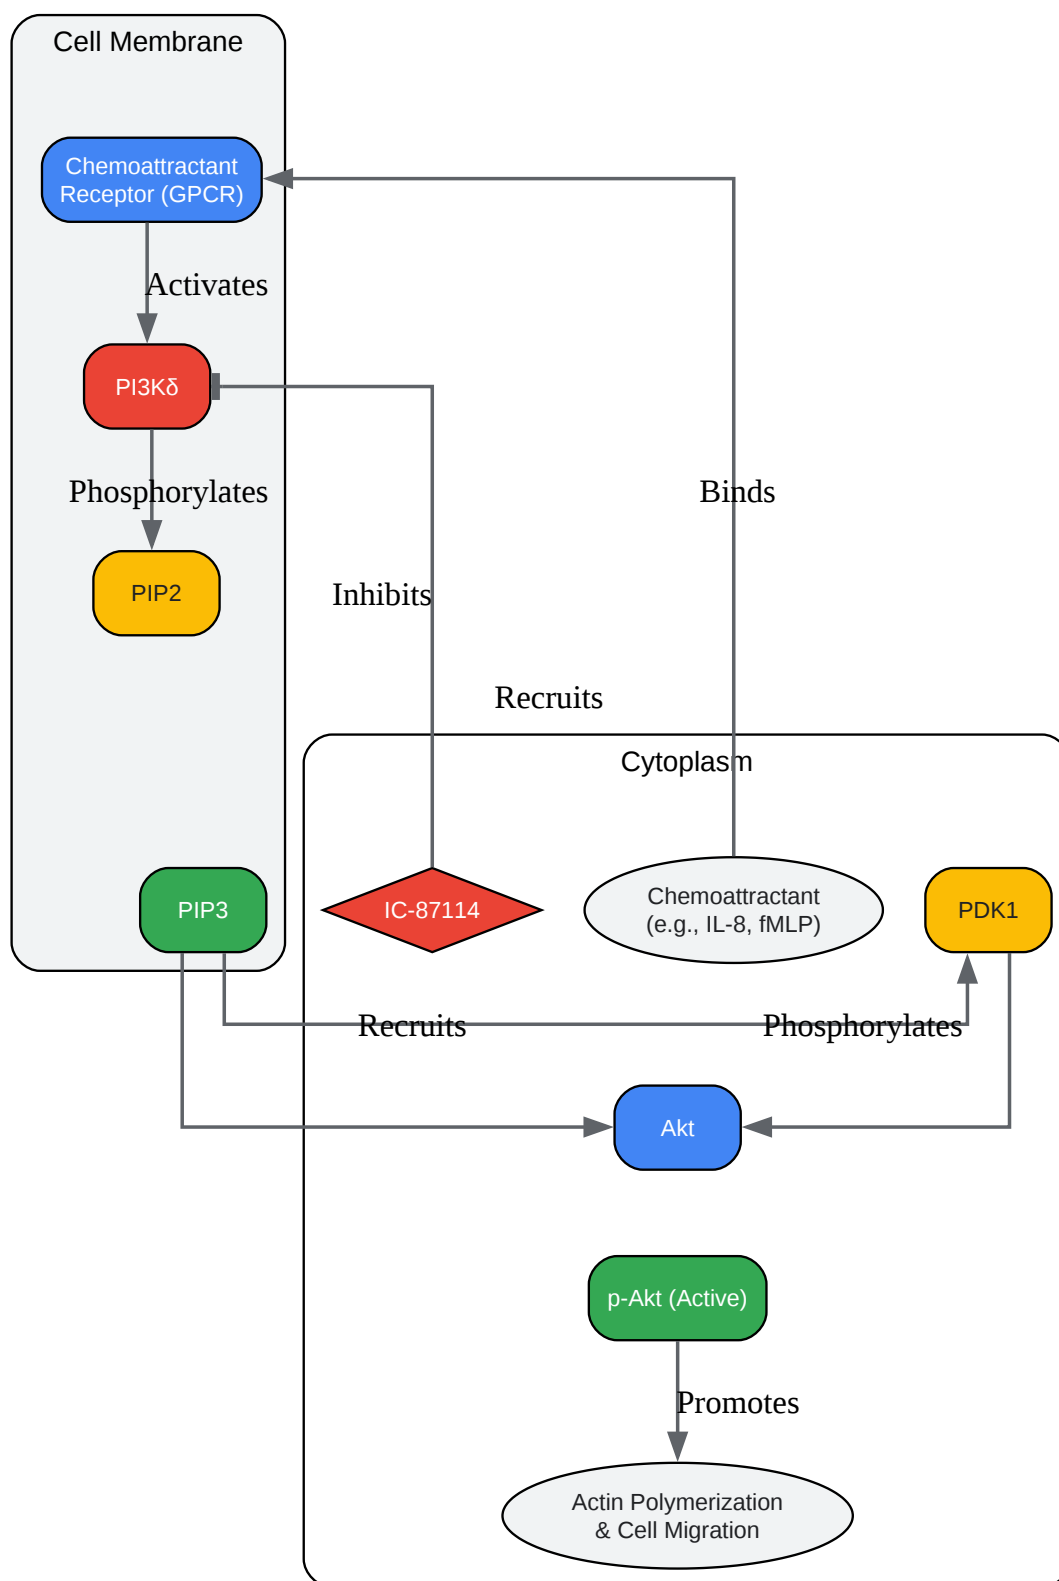 Cell Membrane
Chemoattractant
Receptor (GPCR)
Activates
PI3Kδ
Phosphorylates
Binds
PIP2
Inhibits
Recruits
Cytoplasm
PIP3
IC-87114
Chemoattractant
(e.g., IL-8, fMLP)
PDK1
Recruits
Phosphorylates
Akt
p-Akt (Active)
Promotes
Actin Polymerization
& Cell Migration